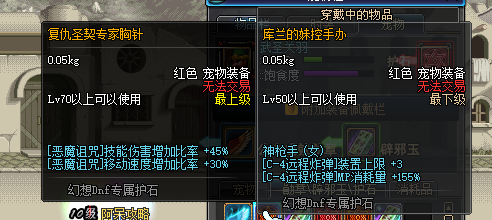 穿戴中的物品
复仇圣契专家胸针
0.05kg
红色 宠物装备
无法交易
Lv70以上可以使用
最上级
[恶魔诅咒]技能伤害增加比率 +45%
[恶魔诅咒]移动速度增加比率 +30%
幻想Dnf专属护石
库兰的妹控手办
0.05kg
红色 宠物装备
无法交易
Lv50以上可以使用
最下级
神枪手（女）
[C-4远程炸弹]装置上限 +3
[C-4远程炸弹]MP消耗量 +155%
幻想Dnf专属护石
级 阿呆攻略